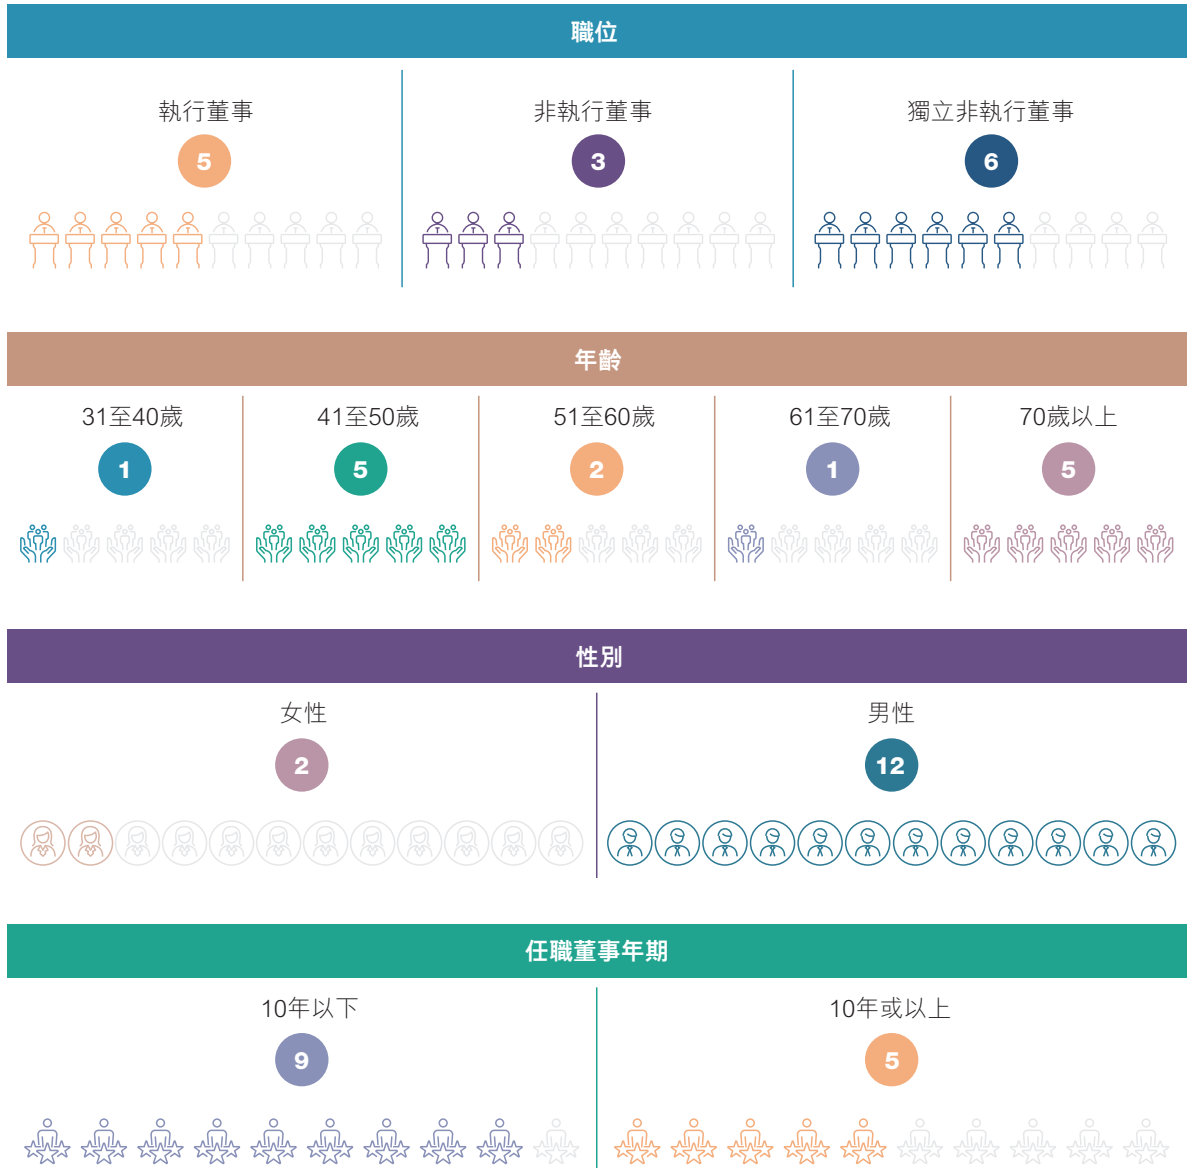 職位
執行董事
非執行董事
獨立非執行董事
5
3
6
年齡
31至40歲
41至50歲
51至60歲
61至70歲
70歲以上
1
5
2
1
5
性別
女性
男性
2
12
任職董事年期
10年以下
10年或以上
9
5